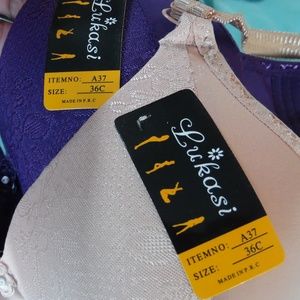 Lukasi
ITEMNO: A37
SIZE: 36C
MADE IN P.R.C
Lukasi
ITEMNO: A37
SIZE: 36C
MADE IN P.R.C